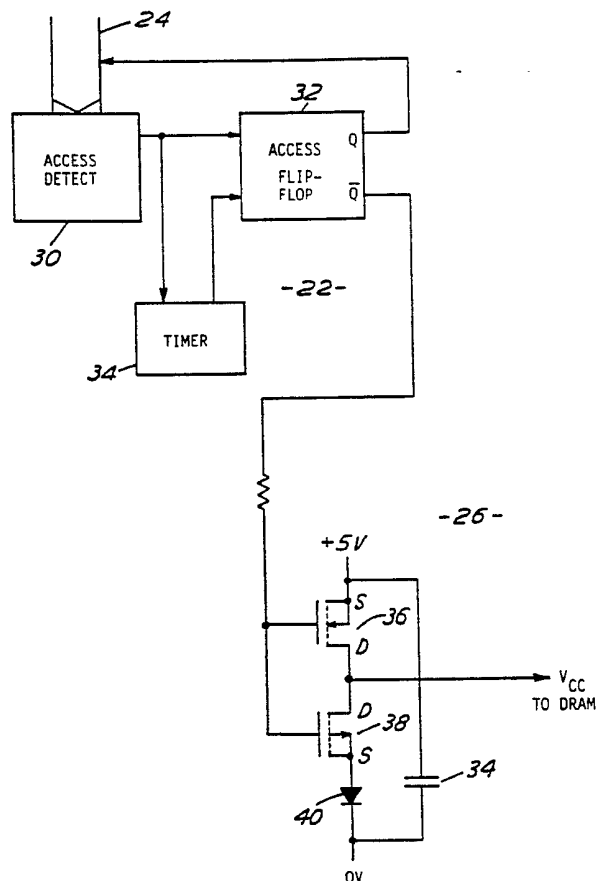 24
32
ACCESS
DETECT
ACCESS
FLIP-
FLOP
Q
Q̅
30
-22-
TIMER
34
-26-
+5V
S
36
D
VCC
TO DRAM
D
38
S
34
40
0V